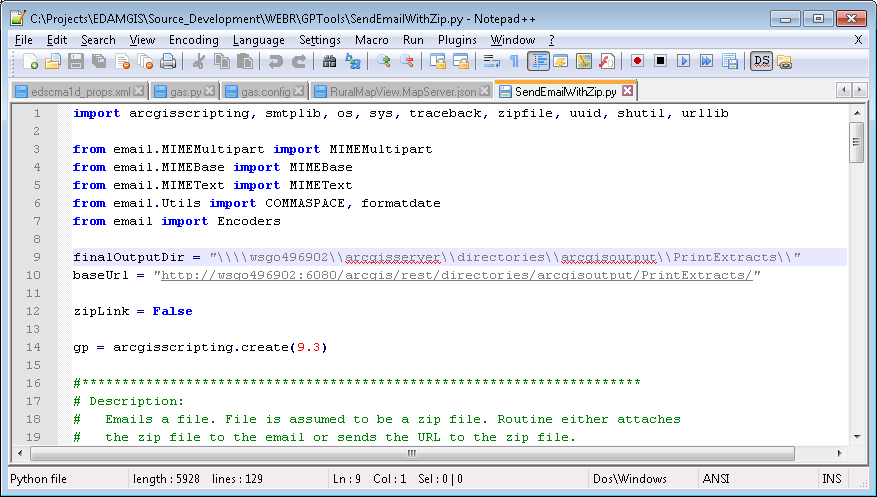 C:\Projects\EDAMGIS\Source_Development\WEBR\GPTools\SendEmailWithZip.py - Notepad++
File Edit Search View Encoding Language Settings Macro Run Plugins Window ? X
edscma1d_props.xml gas.py gas.config RuralMapView.MapServer.json SendEmailWithZip.py
1 import arcgisscripting, smtplib, os, sys, traceback, zipfile, uuid, shutil, urllib
2
3 from email.MIMEMultipart import MIMEMultipart
4 from email.MIMEBase import MIMEBase
5 from email.MIMEText import MIMEText
6 from email.Utils import COMMASPACE, formatdate
7 from email import Encoders
8
9 finalOutputDir = "\\\\wsgo496902\\arcgisserver\\directories\\arcgisoutput\\PrintExtracts\\"
10 baseUrl = "http://wsgo496902:6080/arcgis/rest/directories/arcgisoutput/PrintExtracts/"
11
12 zipLink = False
13
14 gp = arcgisscripting.create(9.3)
15
16 #**********************************************************************
17 # Description:
18 #   Emails a file. File is assumed to be a zip file. Routine either attaches
19 #   the zip file to the email or sends the URL to the zip file.
Python file length : 5928 lines : 129 Ln : 9 Col : 1 Sel : 0 | 0 Dos\Windows ANSI INS